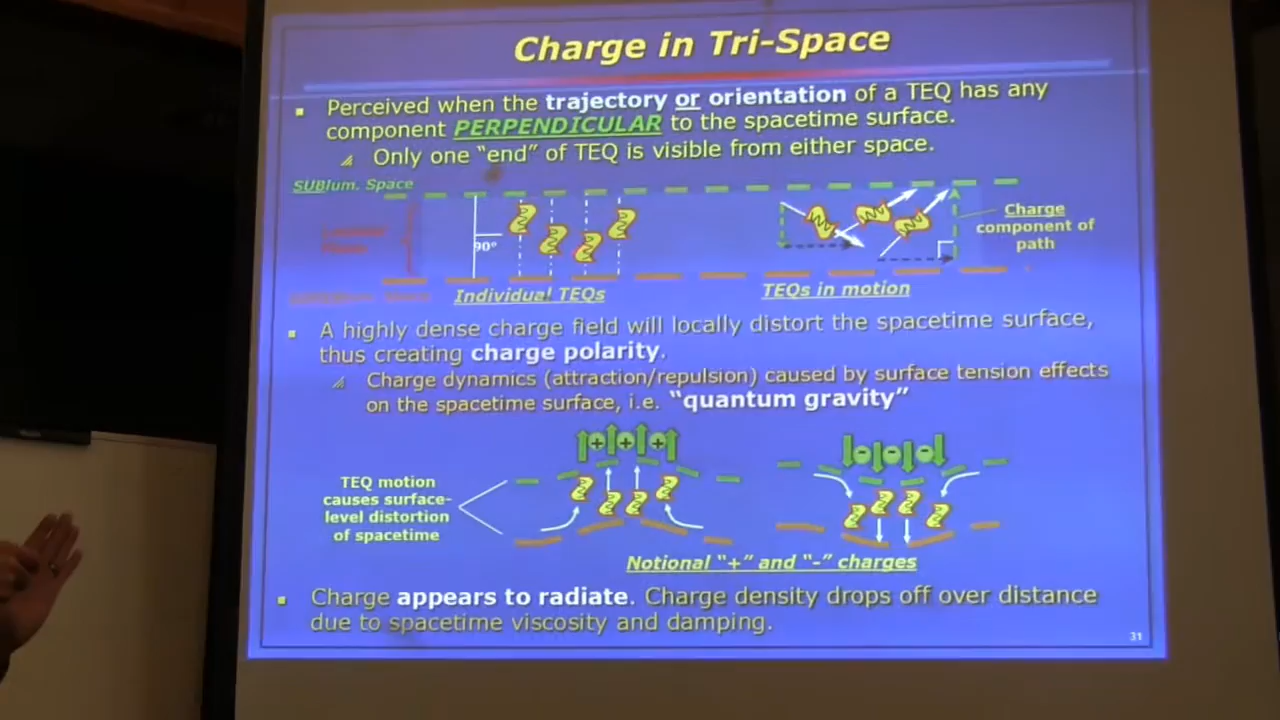 Charge in Tri-Space
Perceived when the trajectory or orientation of a TEQ has any
component PERPENDICULAR to the spacetime surface.
Only one “end” of TEQ is visible from either space.
SUBlum. Space
90°
Charge
component of
path
Individual TEQs
TEQs in motion
A highly dense charge field will locally distort the spacetime surface,
thus creating charge polarity.
Charge dynamics (attraction/repulsion) caused by surface tension effects
on the spacetime surface, i.e. “quantum gravity”
+ + +
- - -
TEQ motion
causes surface-
level distortion
of spacetime
Notional “+” and “-” charges
Charge appears to radiate. Charge density drops off over distance
due to spacetime viscosity and damping.
31